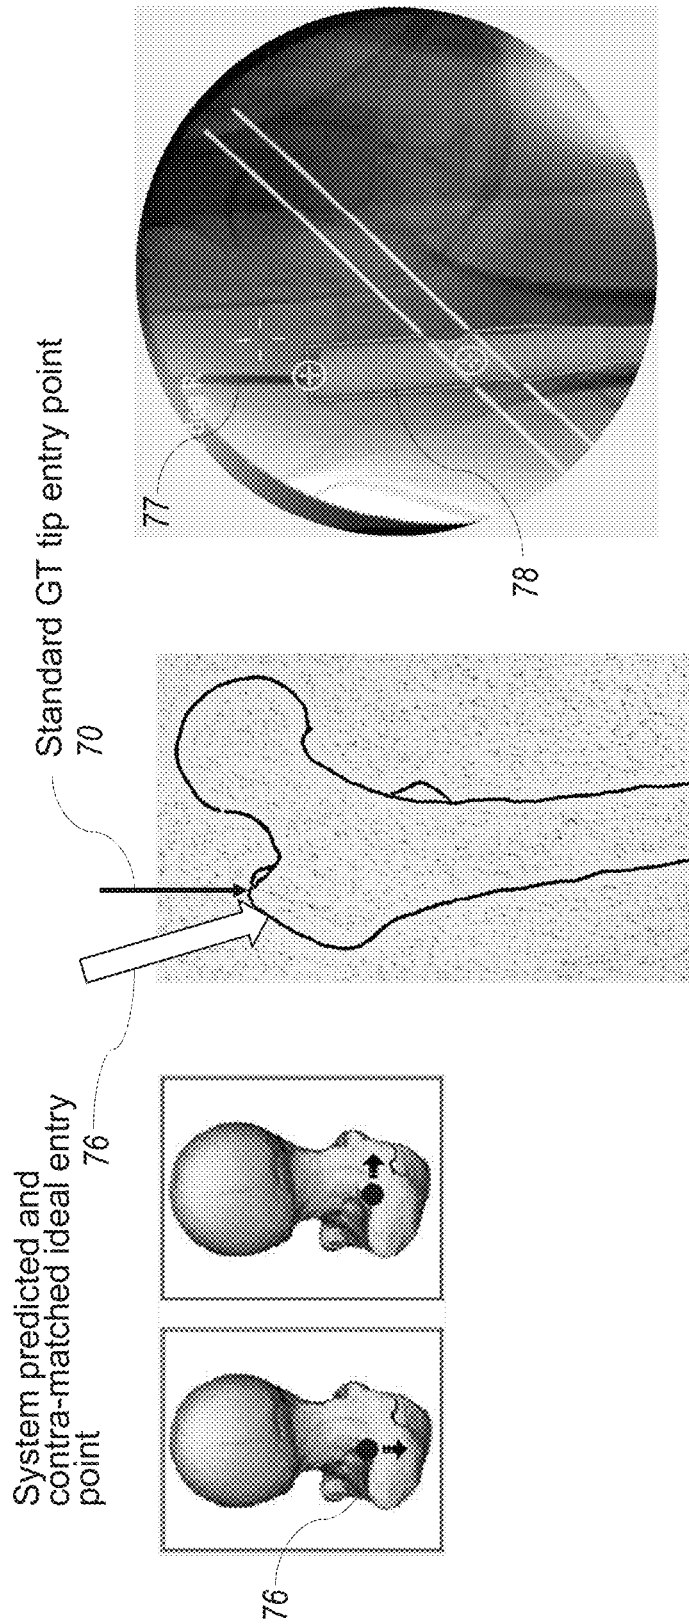 System predicted and
contra-matched ideal entry
point
76
76
Standard GT tip entry point
70
77
78